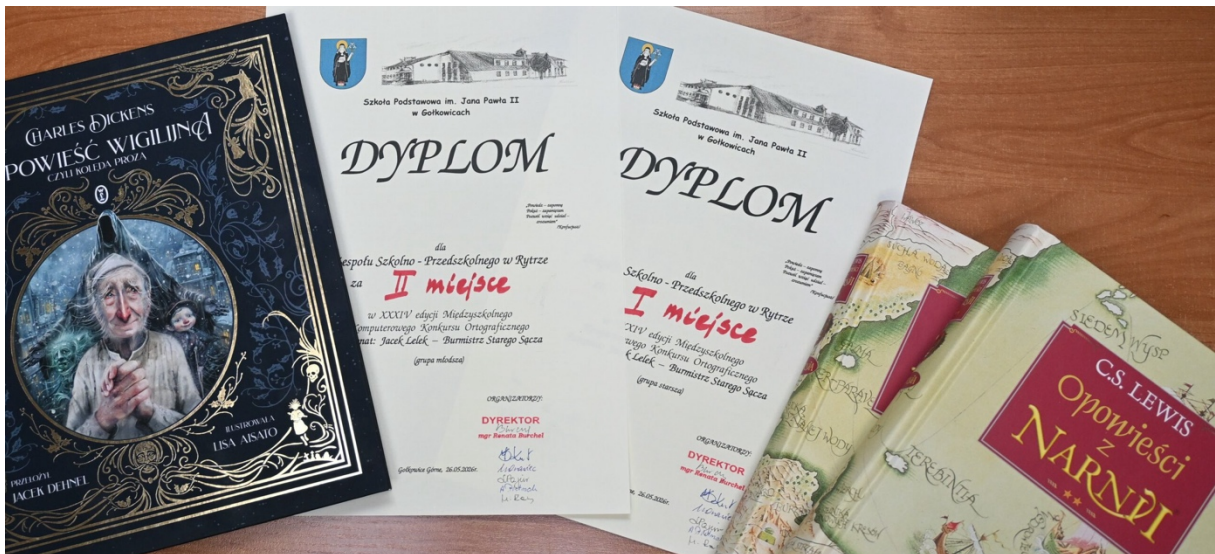 CHARLES DICKENS
OPOWIEŚĆ WIGILIJNA
CZYLI KOLĘDA PROZĄ
ILUSTROWAŁA
LISA AISATO
PRZEŁOŻYŁ
JACEK DEHNEL
Szkoła Podstawowa im. Jana Pawła II
w Gołkowicach
DYPLOM
dla
Zespołu Szkolno - Przedszkolnego w Rytrze
za II miejsce
w XXXIV edycji Międzyszkolnego
Komputerowego Konkursu Ortograficznego
Jacek Lelek – Burmistrz Starego Sącza
(grupa młodsza)
ORGANIZATORZY:
DYREKTOR
mgr Renata Burchel
Gołkowice Górne, 26.05.2026r.
Szkoła Podstawowa im. Jana Pawła II
w Gołkowicach
DYPLOM
dla
Szkolno - Przedszkolnego w Rytrze
I miejsce
XIV edycji Międzyszkolnego
Konkursu Ortograficznego
Lelek – Burmistrz Starego Sącza
(grupa starsza)
ORGANIZATORZY:
DYREKTOR
mgr Renata Burchel
26.05.2026r.
LEWIS
SIEDEM WYSP
TEREBINTIA
C.S. LEWIS
Opowieści
z
NARNII